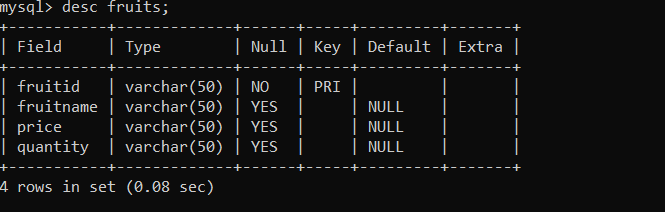 mysql> desc fruits;
+-----------+-------------+------+-----+---------+-------+
| Field     | Type        | Null | Key | Default | Extra |
+-----------+-------------+------+-----+---------+-------+
| fruitid   | varchar(50) | NO   | PRI |         |       |
| fruitname | varchar(50) | YES  |     | NULL    |       |
| price     | varchar(50) | YES  |     | NULL    |       |
| quantity  | varchar(50) | YES  |     | NULL    |       |
+-----------+-------------+------+-----+---------+-------+
4 rows in set (0.08 sec)